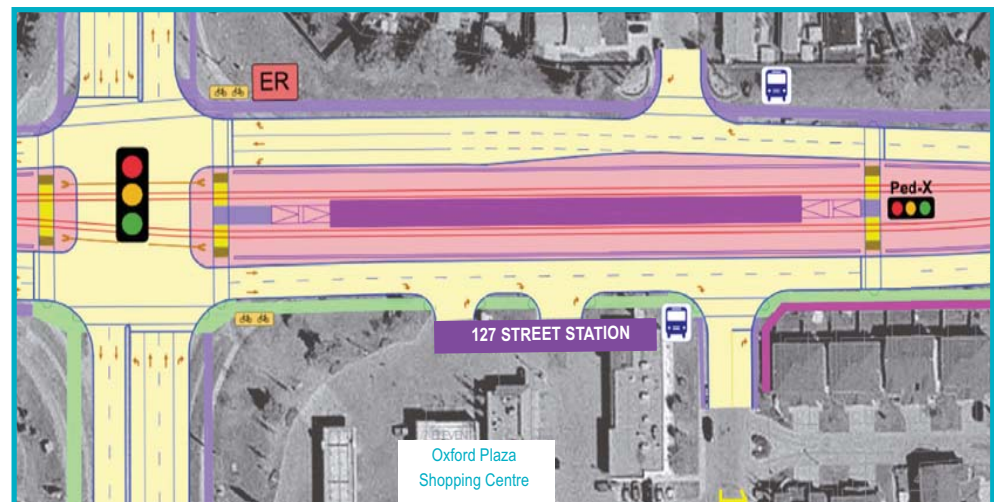 ER
Ped-X
127 STREET STATION
Oxford Plaza
Shopping Centre